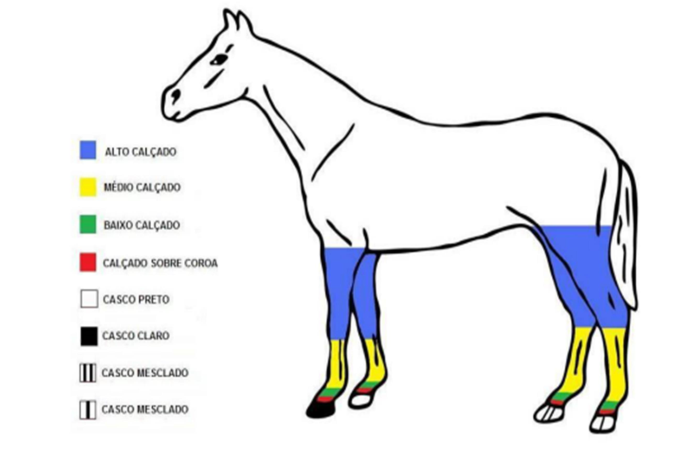 ALTO CALÇADO
MÉDIO CALÇADO
BAIXO CALÇADO
CALÇADO SOBRE COROA
CASCO PRETO
CASCO CLARO
CASCO MESCLADO
CASCO MESCLADO